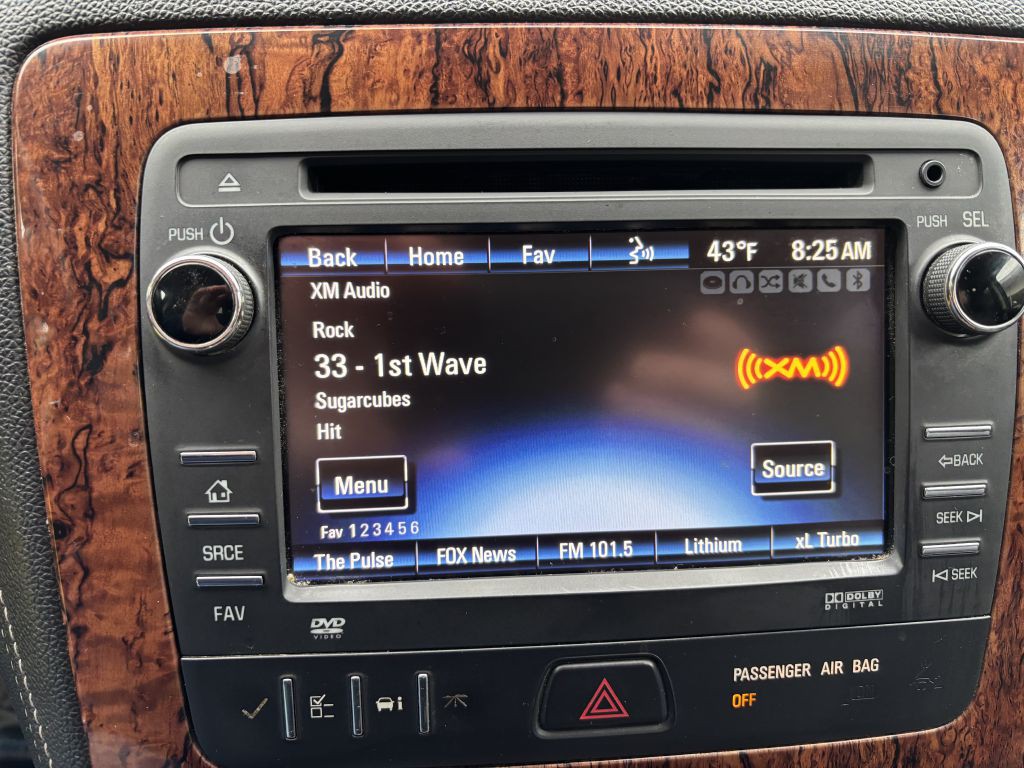 PUSH
PUSH SEL
Back Home Fav 43°F 8:25 AM
XM Audio
Rock
33 - 1st Wave
XM
Sugarcubes
Hit
Menu Source
Fav 1 2 3 4 5 6
The Pulse FOX News FM 101.5 Lithium xL Turbo
BACK
SEEK
SEEK
SRCE
FAV
DVD
VIDEO
DOLBY
DIGITAL
PASSENGER AIR BAG
OFF ON